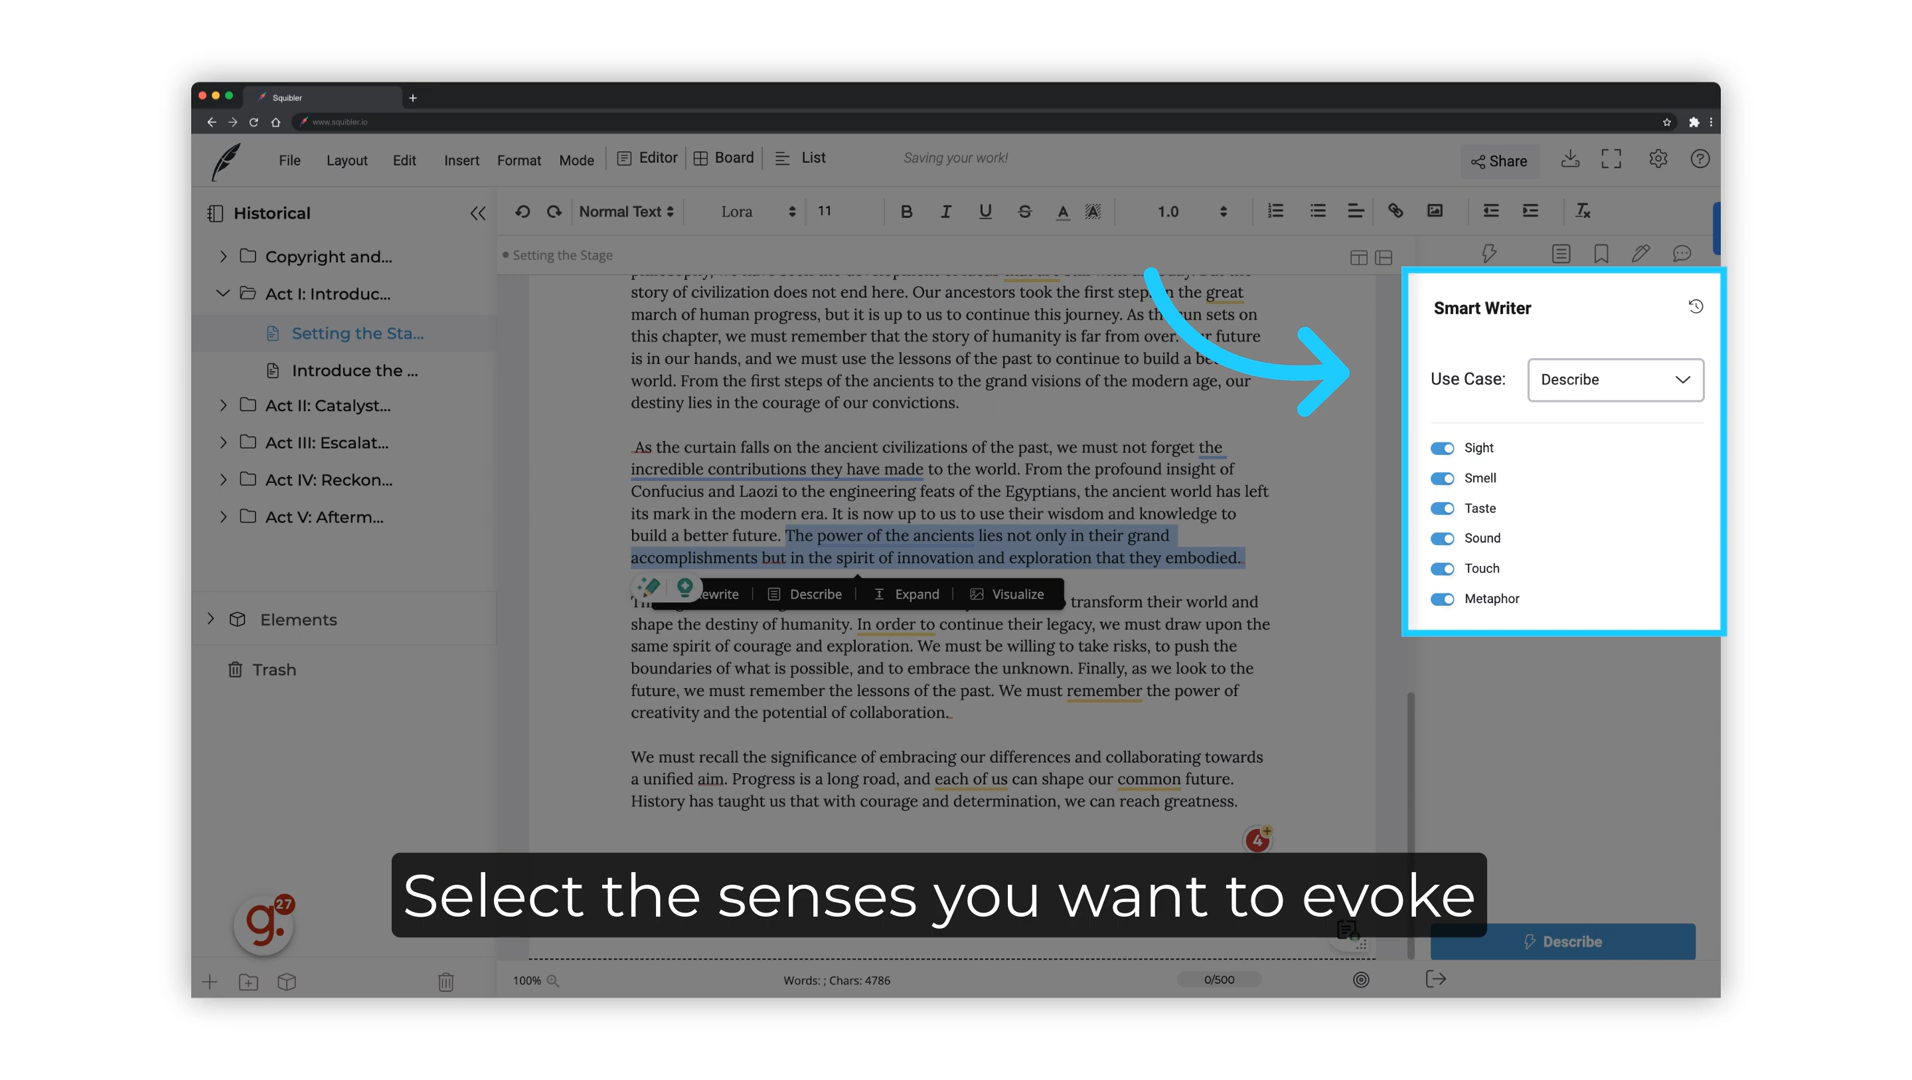 Squibler
www.squibler.io
File Layout Edit Insert Format Mode Editor Board List Saving your work! Share
Historical
Normal Text Lora 11 B I U S A A 1.0
Copyright and...
Act I: Introduc...
Setting the Sta...
Introduce the ...
Act II: Catalyst...
Act III: Escalat...
Act IV: Reckon...
Act V: Afterm...
Elements
Trash
Setting the Stage
story of civilization does not end here. Our ancestors took the first step in the great
march of human progress, but it is up to us to continue this journey. As the sun sets on
this chapter, we must remember that the story of humanity is far from over. Our future
is in our hands, and we must use the lessons of the past to continue to build a
world. From the first steps of the ancients to the grand visions of the modern age, our
destiny lies in the courage of our convictions.
As the curtain falls on the ancient civilizations of the past, we must not forget the
incredible contributions they have made to the world. From the profound insight of
Confucius and Laozi to the engineering feats of the Egyptians, the ancient world has left
its mark in the modern era. It is now up to us to use their wisdom and knowledge to
build a better future. The power of the ancients lies not only in their grand
accomplishments but in the spirit of innovation and exploration that they embodied.
ewrite Describe Expand Visualize
transform their world and
shape the destiny of humanity. In order to continue their legacy, we must draw upon the
same spirit of courage and exploration. We must be willing to take risks, to push the
boundaries of what is possible, and to embrace the unknown. Finally, as we look to the
future, we must remember the lessons of the past. We must remember the power of
creativity and the potential of collaboration.
We must recall the significance of embracing our differences and collaborating towards
a unified aim. Progress is a long road, and each of us can shape our common future.
History has taught us that with courage and determination, we can reach greatness.
4
Smart Writer
Use Case: Describe
Sight
Smell
Taste
Sound
Touch
Metaphor
Select the senses you want to evoke
g. 27
Describe
100% Words: ; Chars: 4786 0/500